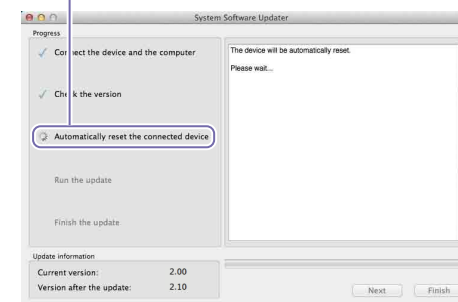 System Software Updater
Progress
Connect the device and the computer
Check the version
Automatically reset the connected device
Run the update
Finish the update
The device will be automatically reset.
Please wait...
Update information
Current version: 2.00
Version after the update: 2.10
Next Finish